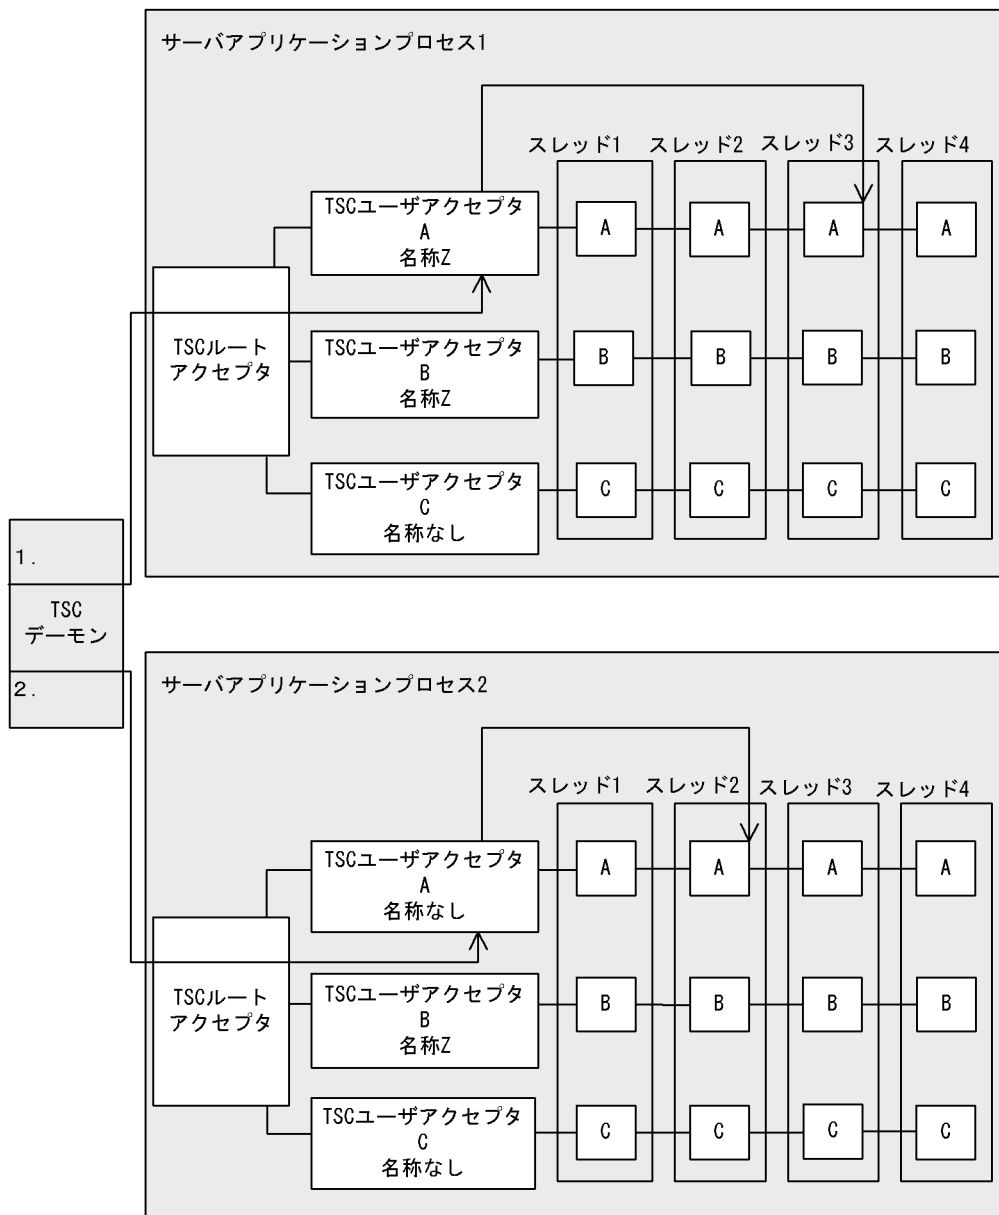 サーバアプリケーションプロセス1
スレッド1
スレッド2
スレッド3
スレッド4
TSCユーザアクセプタ
A
名称Z
A
A
A
A
TSCルート
アクセプタ
TSCユーザアクセプタ
B
名称Z
B
B
B
B
TSCユーザアクセプタ
C
名称なし
C
C
C
C
1.
TSC
デーモン
2.
サーバアプリケーションプロセス2
スレッド1
スレッド2
スレッド3
スレッド4
TSCユーザアクセプタ
A
名称なし
A
A
A
A
TSCルート
アクセプタ
TSCユーザアクセプタ
B
名称Z
B
B
B
B
TSCユーザアクセプタ
C
名称なし
C
C
C
C